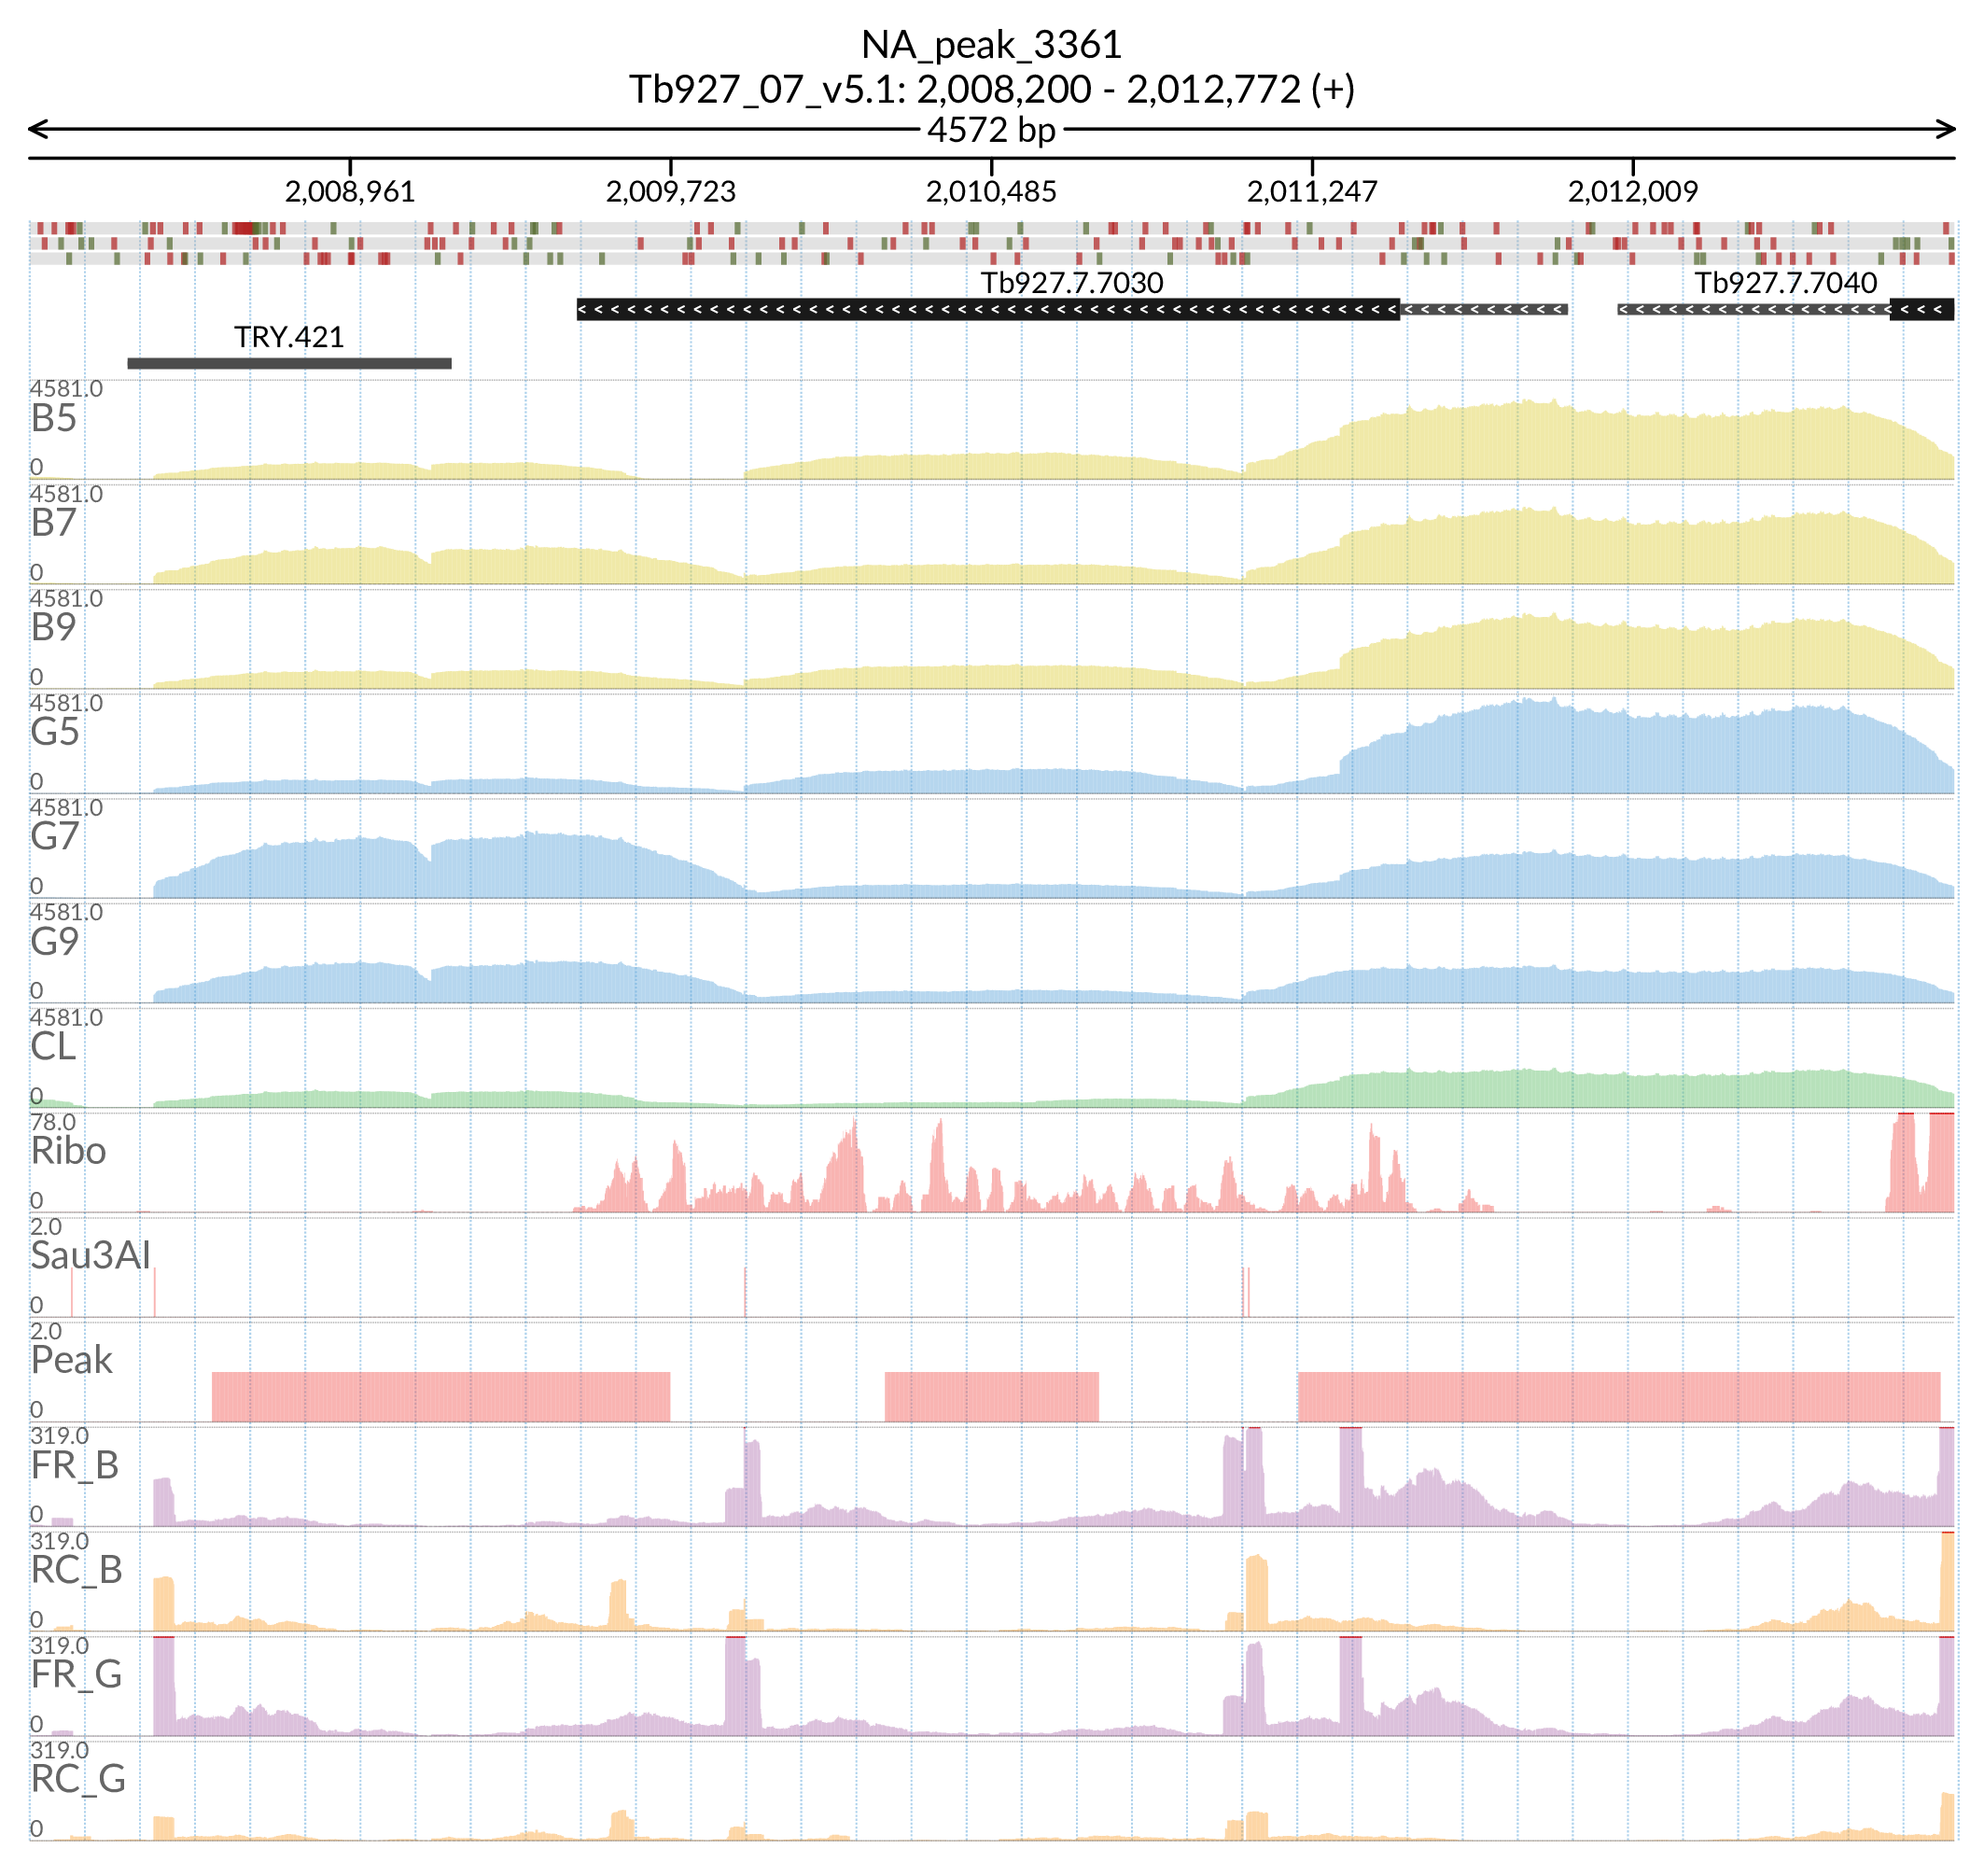 NA_peak_3361
Tb927_07_v5.1: 2,008,200 - 2,012,772 (+)
4572 bp
2,008,961 2,009,723 2,010,485 2,011,247 2,012,009
Tb927.7.7030 Tb927.7.7040
TRY.421
4581.0
B5
0
4581.0
B7
0
4581.0
B9
0
4581.0
G5
0
4581.0
G7
0
4581.0
G9
0
4581.0
CL
0
78.0
Ribo
0
2.0
Sau3AI
0
2.0
Peak
0
319.0
FR_B
0
319.0
RC_B
0
319.0
FR_G
0
319.0
RC_G
0